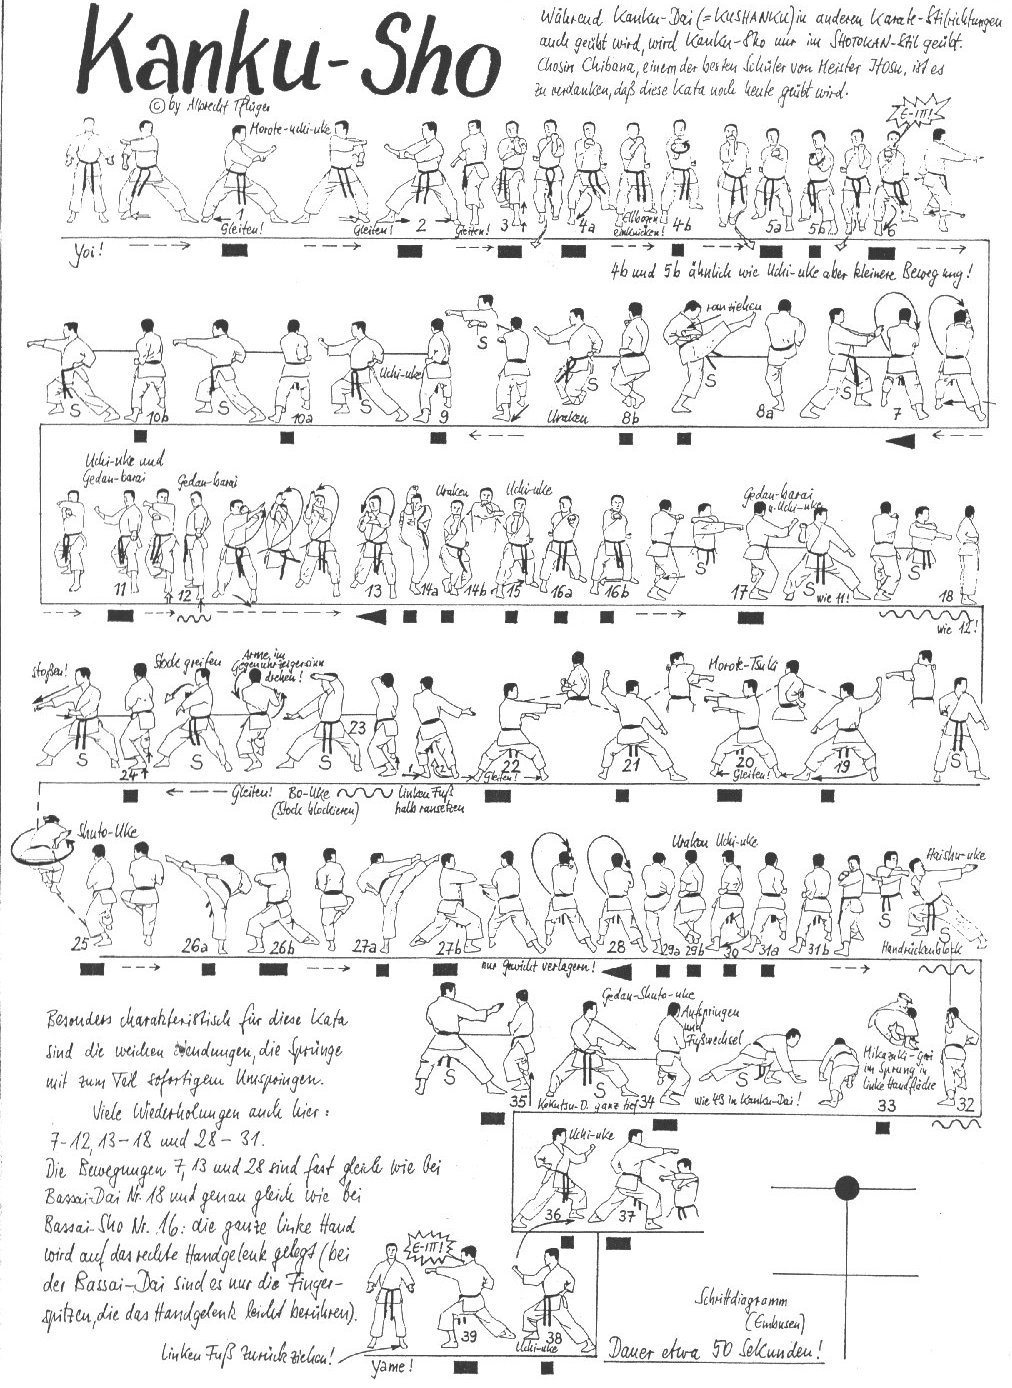 Kanku-Sho
Während Kanku-Dai (=KUSHANKU) in anderen Karate-Stilrichtungen
auch geübt wird, wird Kanku-Sho nur im SHOTOKAN-Stil geübt.
Chosin Chibana, einem der besten Schüler von Meister ITOSU, ist es
zu verdanken, daß diese Kata noch heute geübt wird.
© by Albrecht Pflüger
Morote-uchi-uke
E-III!
1 2 3 4a 4b 5a 5b 6
Gleiten! Gleiten! Gleiten! Ellbogen
einknicken!
Yoi!
4b und 5b ähnlich wie Uchi-uke aber kleinere Bewegung!
ranziehen
S
Uchi-uke
S S S S S S
10b 10a 9 Uraken 8b 8a 7
Uchi-uke und
Gedan-barai
Gedan-barai
Uraken Uchi-uke
Gedan-barai
u. Uchi-uke
S S S
11 12 13 14a 14b 15 16a 16b 17 wie 11! 18
wie 12!
stoßen! Stock greifen
Arme im
Gegenuhrzeigersinn
drehen!
Morote-Tsuki
23
S S S S
24 1 2 22 21 20 19
Gleiten! Gleiten!
Gleiten! Bo-Uke
(Stock blockieren)
linken Fuß
halb ransetzen
Shuto-Uke
Uraken Uchi-uke
Haishu-uke
S S
25 26a 26b 27a 27b 28 29a 29b 30 31a 31b
Handrückenblock
nur Gewicht verlagern!
Gedan-Shuto-uke
Aufspringen
und
Fußwechsel
Mikazuki-Geri
im Sprung in
linke Handfläche
S S S
35 Kokutsu-D. ganz tief 34 wie 43 in Kanku-Dai! 33 32
Besonders charakteristisch für diese Kata
sind die weichen Wendungen, die Sprünge
mit zum Teil sofortigem Umspringen.
Viele Wiederholungen auch hier:
7-12, 13-18 und 28-31.
Die Bewegungen 7, 13 und 28 sind fast gleich wie bei
Bassai-Dai Nr. 18 und genau gleich wie bei
Bassai-Sho Nr. 16: die ganze linke Hand
wird auf das rechte Handgelenk gelegt (bei
der Bassai-Dai sind es nur die Finger-
spitzen, die das Handgelenk leicht berühren).
Uchi-uke
36 37
E-III!
39 38
Uchi-uke
Linken Fuß zurückziehen!
Yame!
Schrittdiagramm
(Embusen)
Dauer etwa 50 Sekunden!